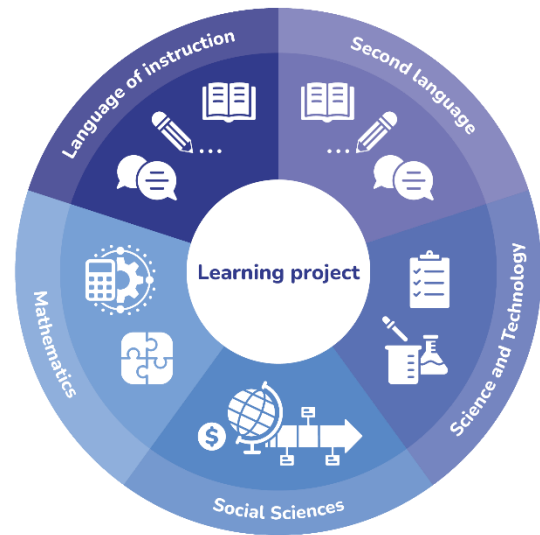 Language of instruction
Second language
Learning project
Mathematics
Science and Technology
$
Social Sciences